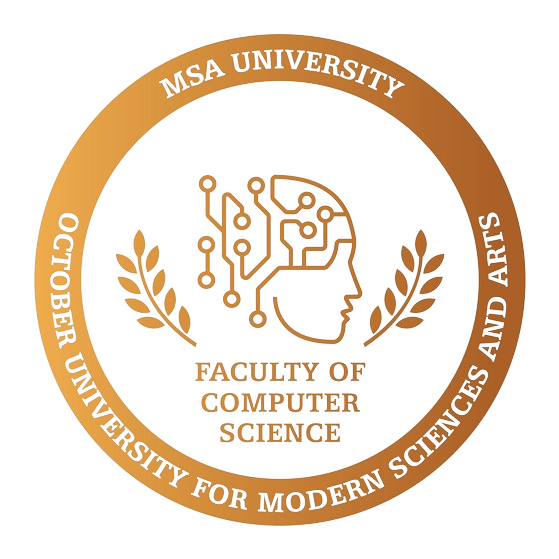 MSA UNIVERSITY
FACULTY OF
COMPUTER
SCIENCE
OCTOBER UNIVERSITY FOR MODERN SCIENCES AND ARTS